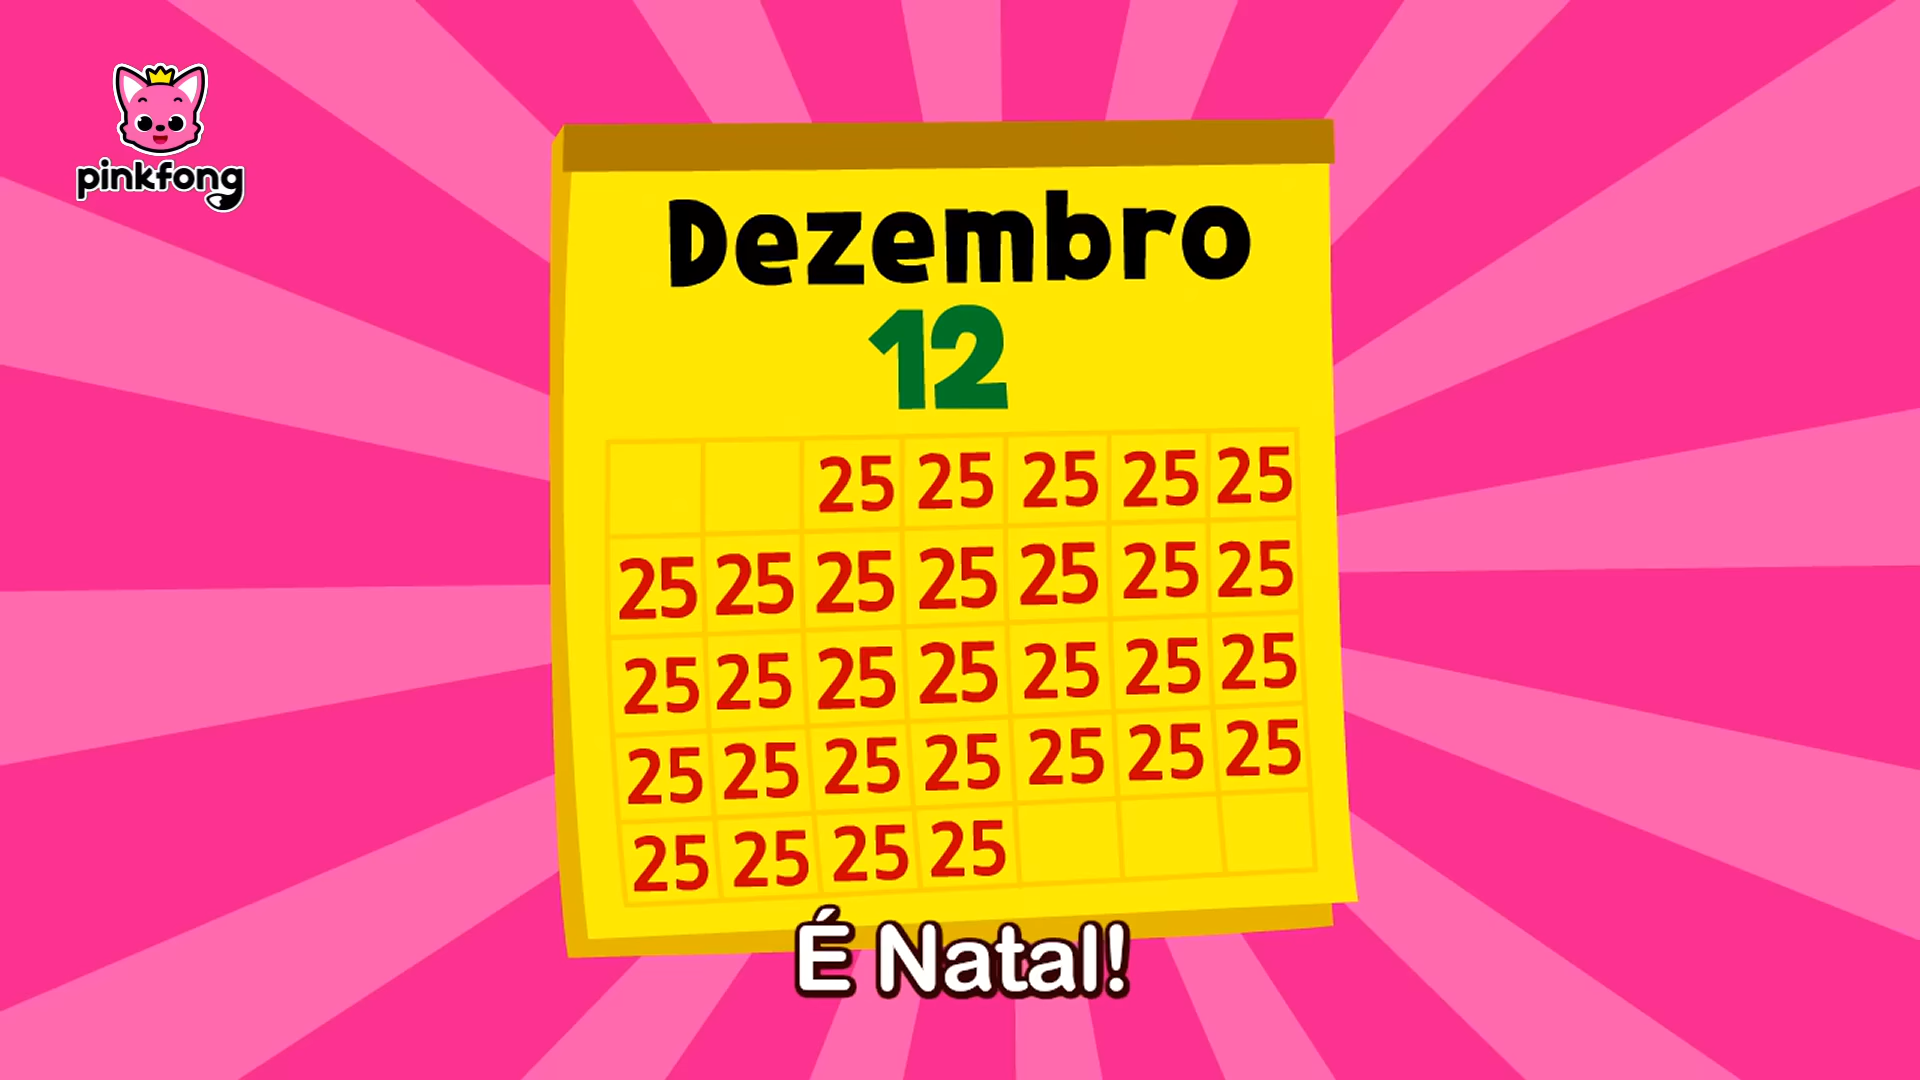 pinkfong
Dezembro
12
25 25 25 25 25
25 25 25 25 25 25 25
25 25 25 25 25 25 25
25 25 25 25 25 25 25
25 25 25 25
É Natal!